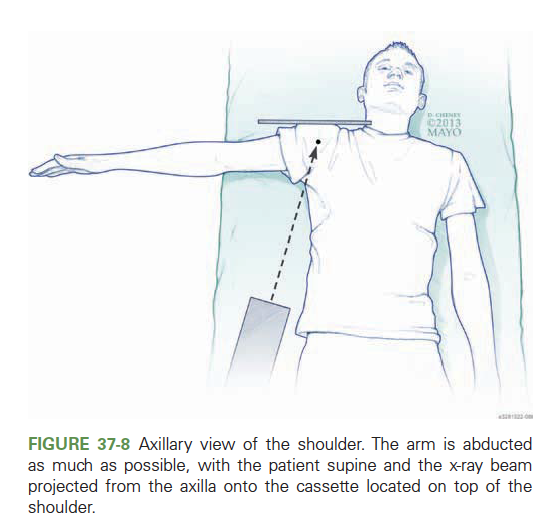 D. CHENEY
©2013
MAYO
FIGURE 37-8 Axillary view of the shoulder. The arm is abducted
as much as possible, with the patient supine and the x-ray beam
projected from the axilla onto the cassette located on top of the
shoulder.